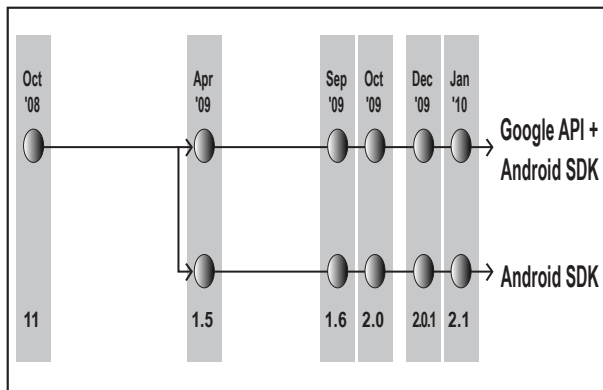 Oct '08
Apr '09
Sep '09
Oct '09
Dec '09
Jan '10
Google API +
Android SDK
Android SDK
11
1.5
1.6
2.0
2.0.1
2.1